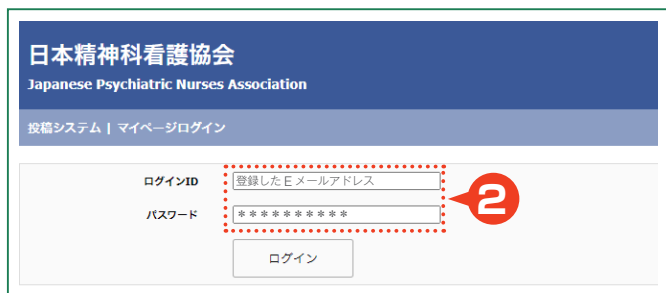 日本精神科看護協会
Japanese Psychiatric Nurses Association
投稿システム | マイページログイン
ログインID 登録したEメールアドレス
パスワード **********
2
ログイン